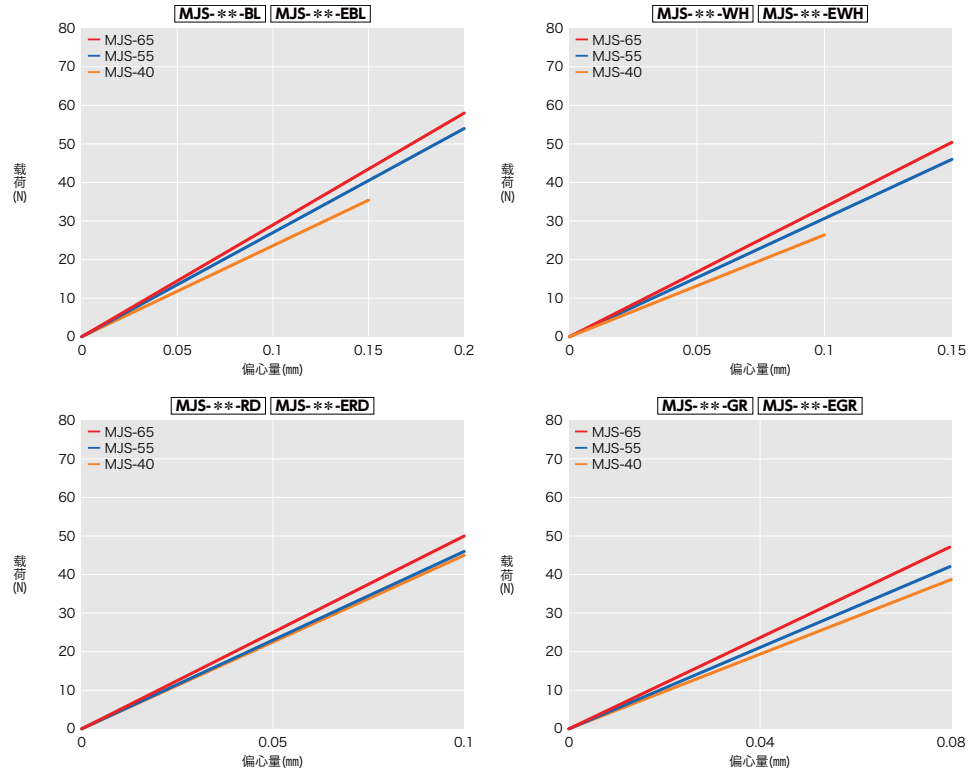 MJS-**-BL MJS-**-EBL
80
70
60
50
40
30
20
10
0
载荷(N)
MJS-65
MJS-55
MJS-40
0 0.05 0.1 0.15 0.2
偏心量(mm)
MJS-**-WH MJS-**-EWH
80
70
60
50
40
30
20
10
0
载荷(N)
MJS-65
MJS-55
MJS-40
0 0.05 0.1 0.15
偏心量(mm)
MJS-**-RD MJS-**-ERD
80
70
60
50
40
30
20
10
0
载荷(N)
MJS-65
MJS-55
MJS-40
0 0.05 0.1
偏心量(mm)
MJS-**-GR MJS-**-EGR
80
70
60
50
40
30
20
10
0
载荷(N)
MJS-65
MJS-55
MJS-40
0 0.04 0.08
偏心量(mm)